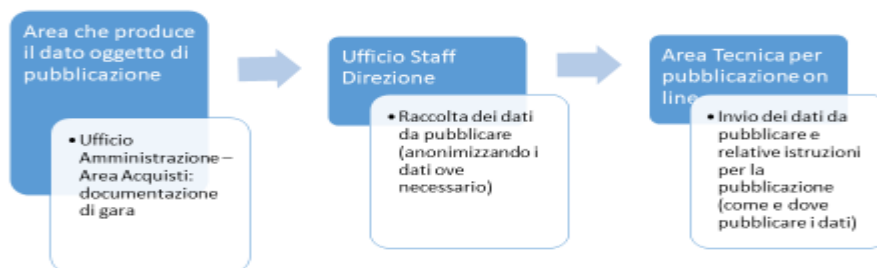 Area che produce
il dato oggetto di
pubblicazione
• Ufficio
Amministrazione –
Area Acquisti:
documentazione
di gara
Ufficio Staff
Direzione
• Raccolta dei dati
da pubblicare
(anonimizzando i
dati ove
necessario)
Area Tecnica per
pubblicazione on
line
• Invio dei dati da
pubblicare e
relative istruzioni
per la
pubblicazione
(come e dove
pubblicare i dati)